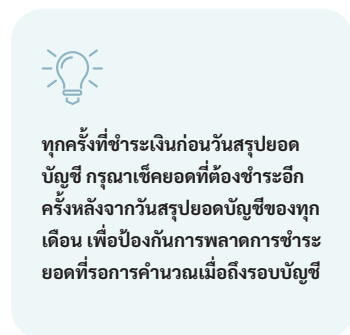 ทุกครั้งที่ชำระเงินก่อนวันสรุปยอด
บัญชี กรุณาเช็คยอดที่ต้องชำระอีก
ครั้งหลังจากวันสรุปยอดบัญชีของทุก
เดือน เพื่อป้องกันการพลาดการชำระ
ยอดที่รอการคำนวณเมื่อถึงรอบบัญชี